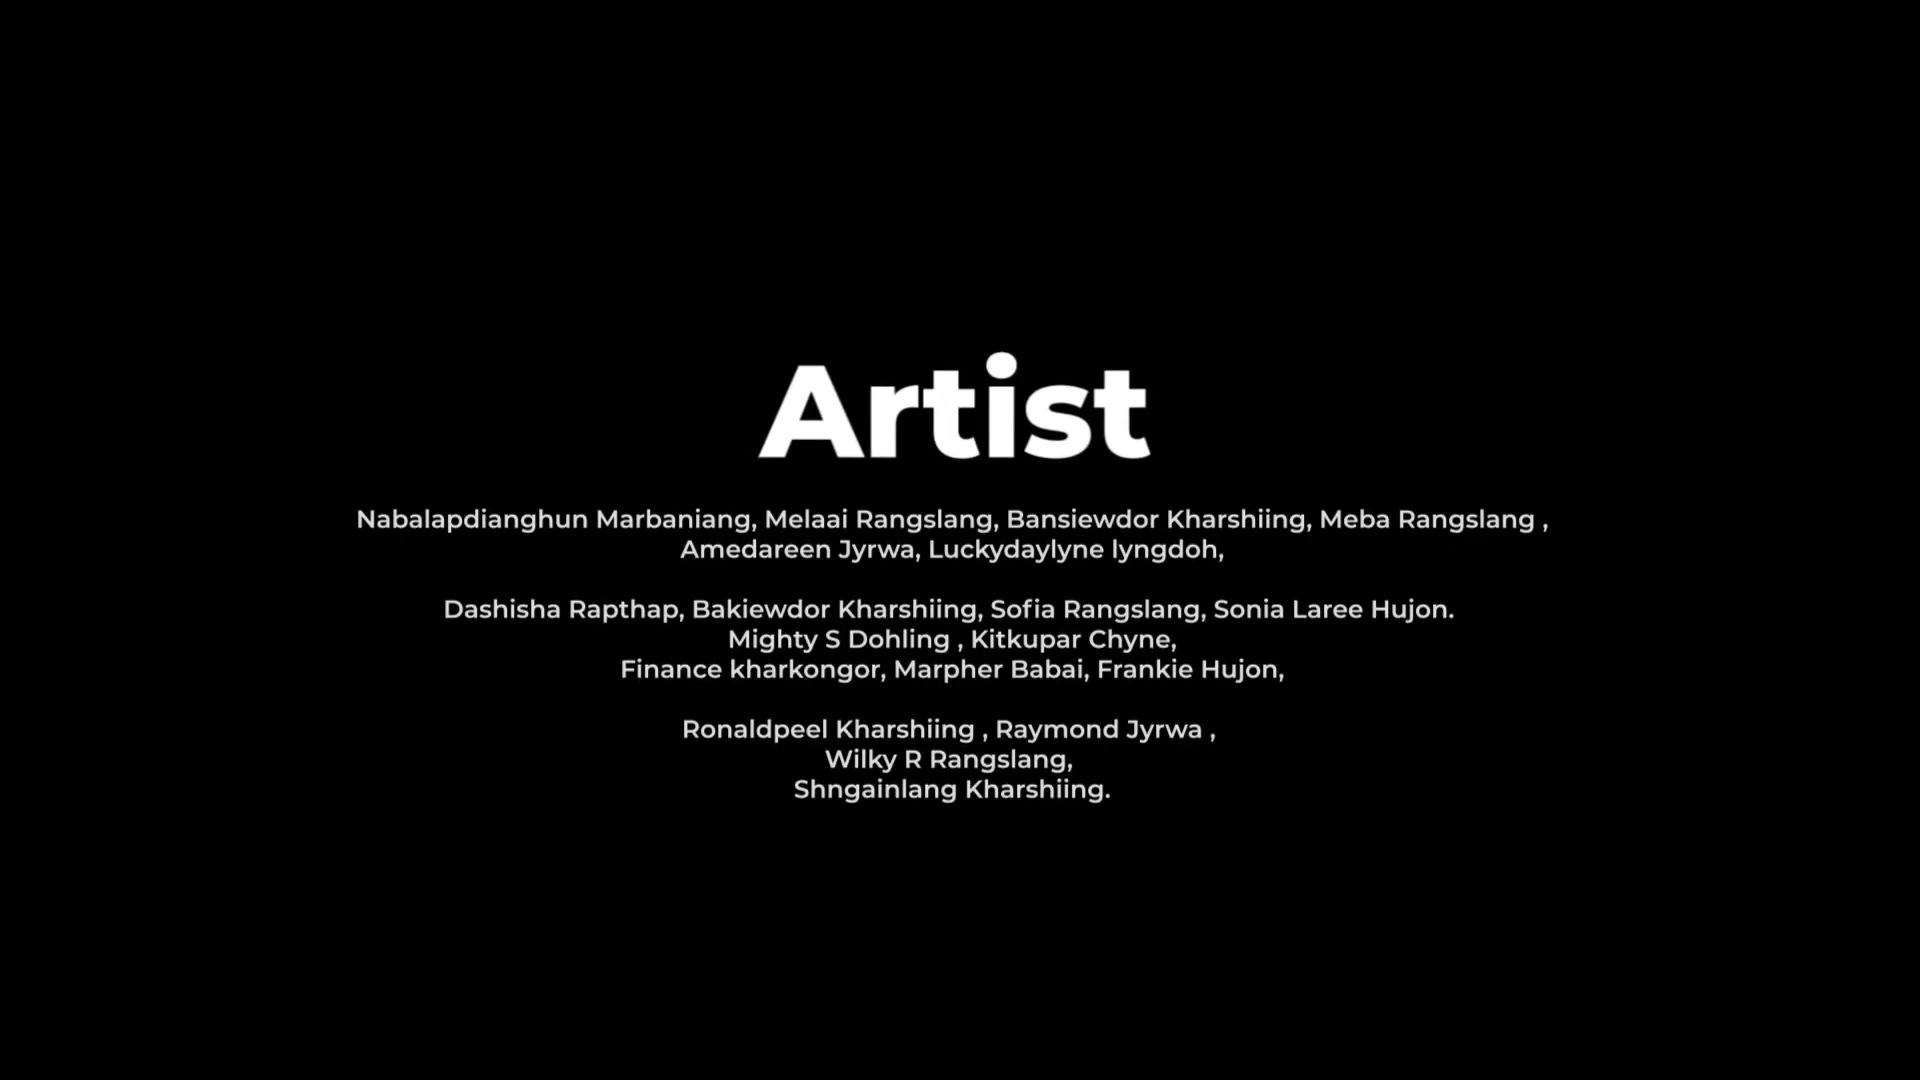 Artist
Nabalapdianghun Marbaniang, Melaai Rangslang, Bansiewdor Kharshiing, Meba Rangslang ,
Amedareen Jyrwa, Luckydaylyne lyngdoh,
Dashisha Rapthap, Bakiewdor Kharshiing, Sofia Rangslang, Sonia Laree Hujon.
Mighty S Dohling , Kitkupar Chyne,
Finance kharkongor, Marpher Babai, Frankie Hujon,
Ronaldpeel Kharshiing , Raymond Jyrwa ,
Wilky R Rangslang,
Shngainlang Kharshiing.